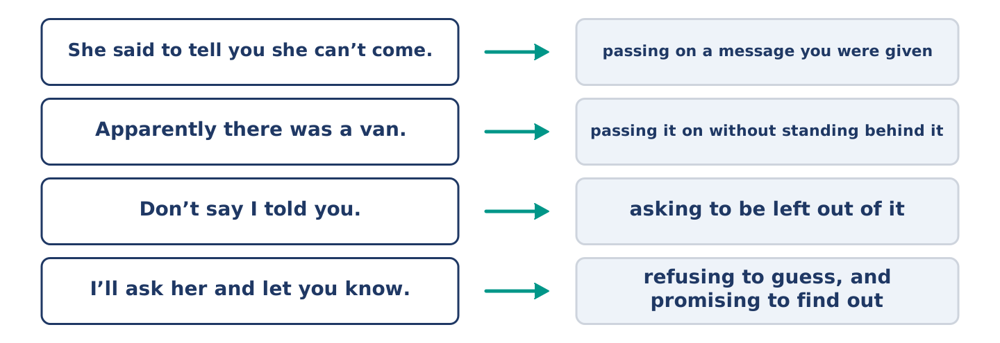 She said to tell you she can’t come.
passing on a message you were given
Apparently there was a van.
passing it on without standing behind it
Don’t say I told you.
asking to be left out of it
I’ll ask her and let you know.
refusing to guess, and
promising to find out